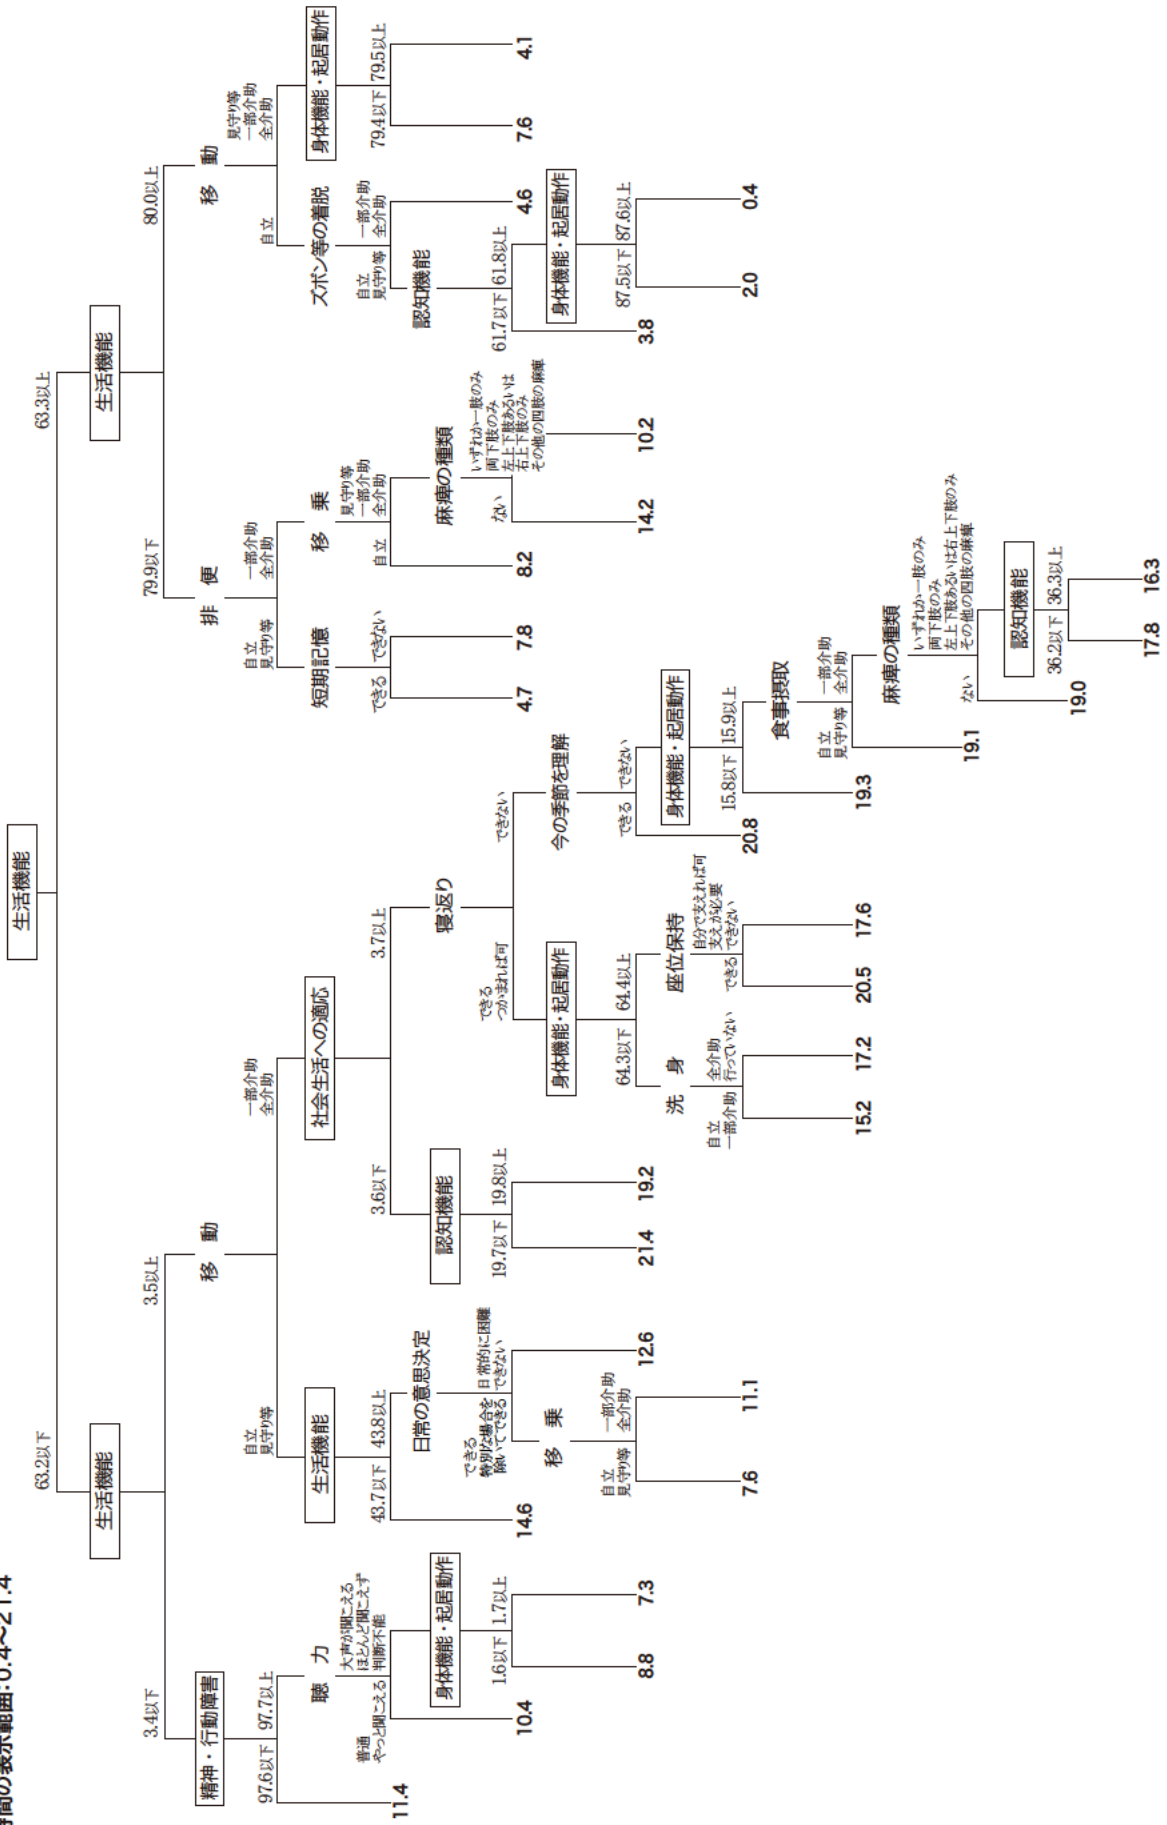 時間の表示範囲：0.4〜21.4
生活機能
63.2以下
63.3以上
生活機能
3.4以下
3.5以上
精神・行動障害
97.6以下
97.7以上
11.4
聴 力
普通
やっと聞こえる
大声が聞こえる
ほとんど聞こえず
判断不能
10.4
身体機能・起居動作
1.6以下
1.7以上
8.8
7.3
移 動
自立
見守り等
一部介助
全介助
生活機能
43.7以下
43.8以上
14.6
日常の意思決定
できる
特別な場合を
除いてできる
日常的に困難
できない
移 乗
自立
見守り等
一部介助
全介助
7.6
11.1
12.6
社会生活への適応
3.6以下
3.7以上
認知機能
19.7以下
19.8以上
21.4
19.2
寝返り
できる
つかまれば可
できない
身体機能・起居動作
64.3以下
64.4以上
洗 身
自立
一部介助
全介助
行っていない
15.2
17.2
座位保持
できる
自分で支えれば可
支えが必要
できない
20.5
17.6
今の季節を理解
できる
できない
20.8
身体機能・起居動作
15.8以下
15.9以上
19.3
食事摂取
自立
見守り等
一部介助
全介助
19.1
麻痺の種類
ない
いずれか一肢のみ
両下肢のみ
左上下肢あるいは右上下肢のみ
その他の四肢の麻痺
19.0
認知機能
36.2以下
36.3以上
17.8
16.3
生活機能
79.9以下
80.0以上
排 便
自立
見守り等
一部介助
全介助
短期記憶
できる
できない
4.7
7.8
移 乗
自立
見守り等
一部介助
全介助
8.2
麻痺の種類
ない
いずれか一肢のみ
両下肢のみ
左上下肢あるいは
右上下肢のみ
その他の四肢の麻痺
14.2
10.2
移 動
自立
見守り等
一部介助
全介助
ズボン等の着脱
自立
見守り等
一部介助
全介助
認知機能
61.7以下
61.8以上
4.6
3.8
身体機能・起居動作
87.5以下
87.6以上
2.0
0.4
身体機能・起居動作
79.4以下
79.5以上
7.6
4.1